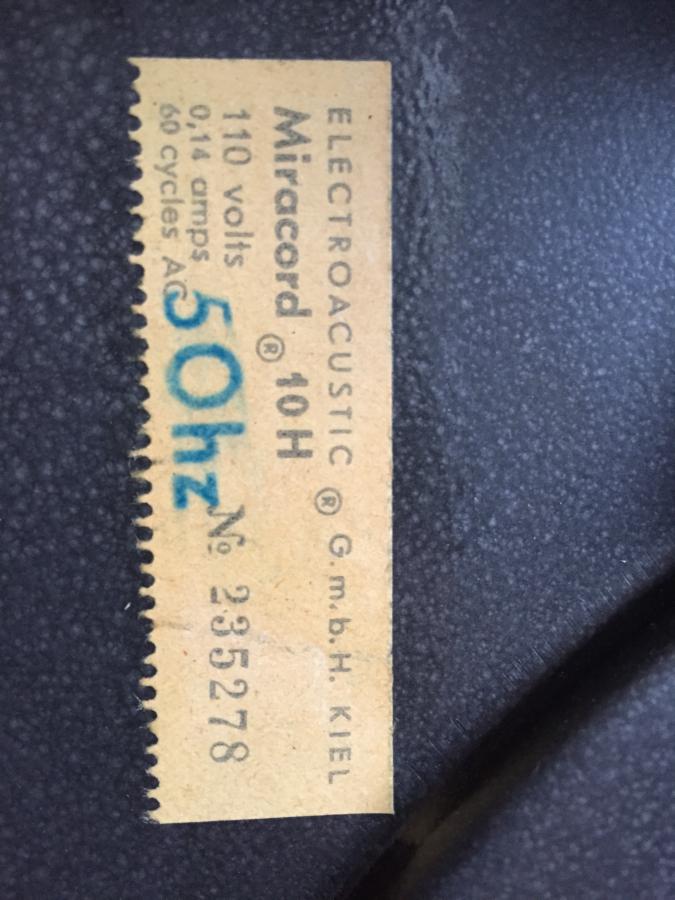 ELECTROACUSTIC ® G.m.b.H. KIEL
Miracord ® 10H
110 volts
0,14 amps
60 cycles AC
50hz
№ 235278